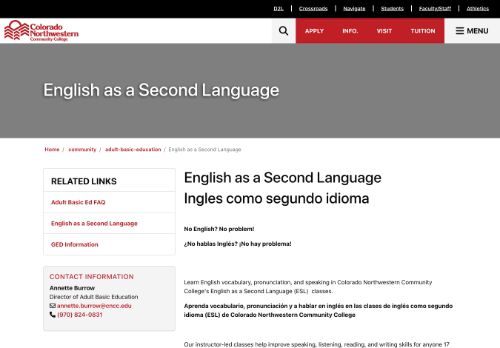 D2L | Crossroads | Navigate | Students | Faculty/Staff | Athletics
Colorado
Northwestern
Community College
APPLY INFO. VISIT TUITION MENU
English as a Second Language
Home / community / adult-basic-education / English as a Second Language
RELATED LINKS
Adult Basic Ed FAQ
English as a Second Language
GED Information
CONTACT INFORMATION
Annette Burrow
Director of Adult Basic Education
annette.burrow@cncc.edu
(970) 824-0831
English as a Second Language
Ingles como segundo idioma
No English? No problem!
¿No hablas Inglés? ¡No hay problema!
Learn English vocabulary, pronunciation, and speaking in Colorado Northwestern Community
College's English as a Second Language (ESL) classes.
Aprenda vocabulario, pronunciación y a hablar en inglés en las clases de inglés como segundo
idioma (ESL) de Colorado Northwestern Community College
Our instructor-led classes help improve speaking, listening, reading, and writing skills for anyone 17